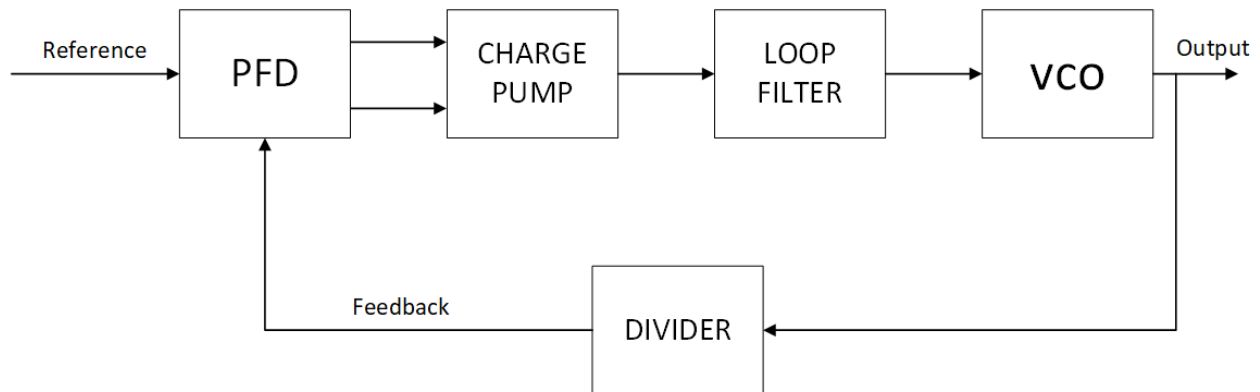 Reference
PFD
CHARGE
PUMP
LOOP
FILTER
VCO
Output
Feedback
DIVIDER